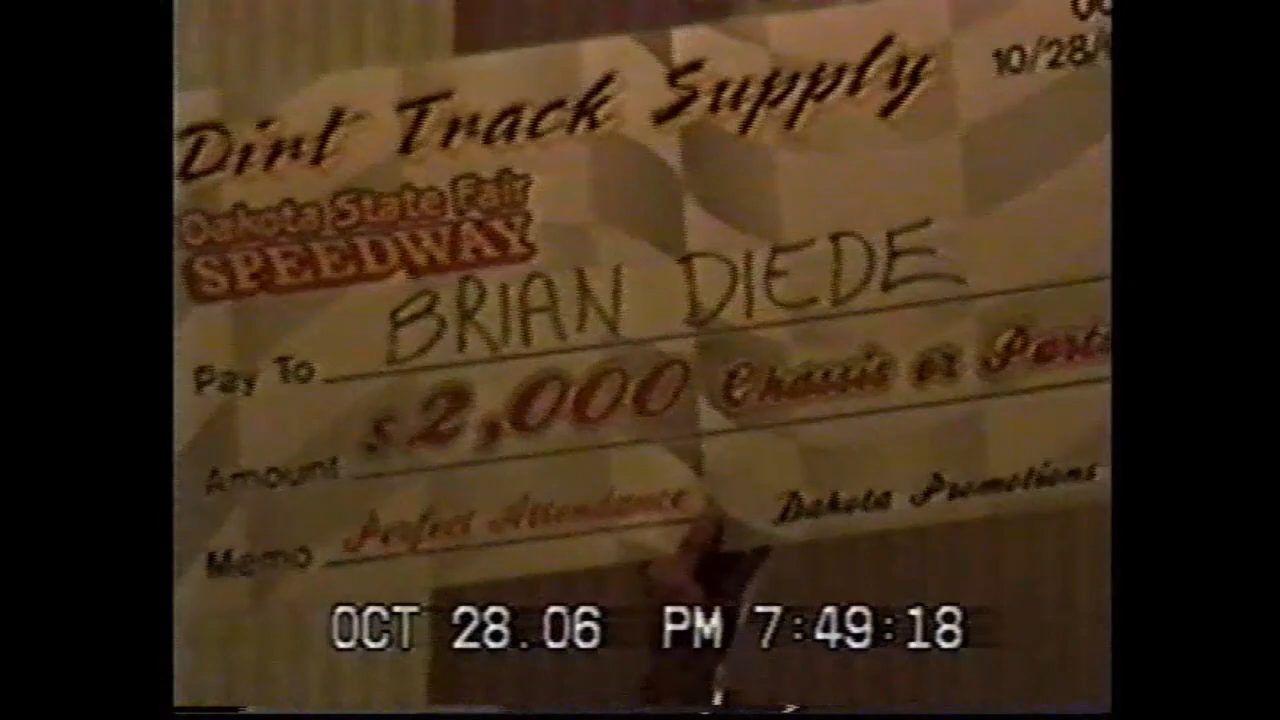 Dirt Track Supply
10/28/
Dakota State Fair
SPEEDWAY
Pay To BRIAN DIEDE
Amount $2,000 Chassis or Parts
Memo Perfect Attendance Dakota Promotions
OCT 28.06 PM 7:49:18